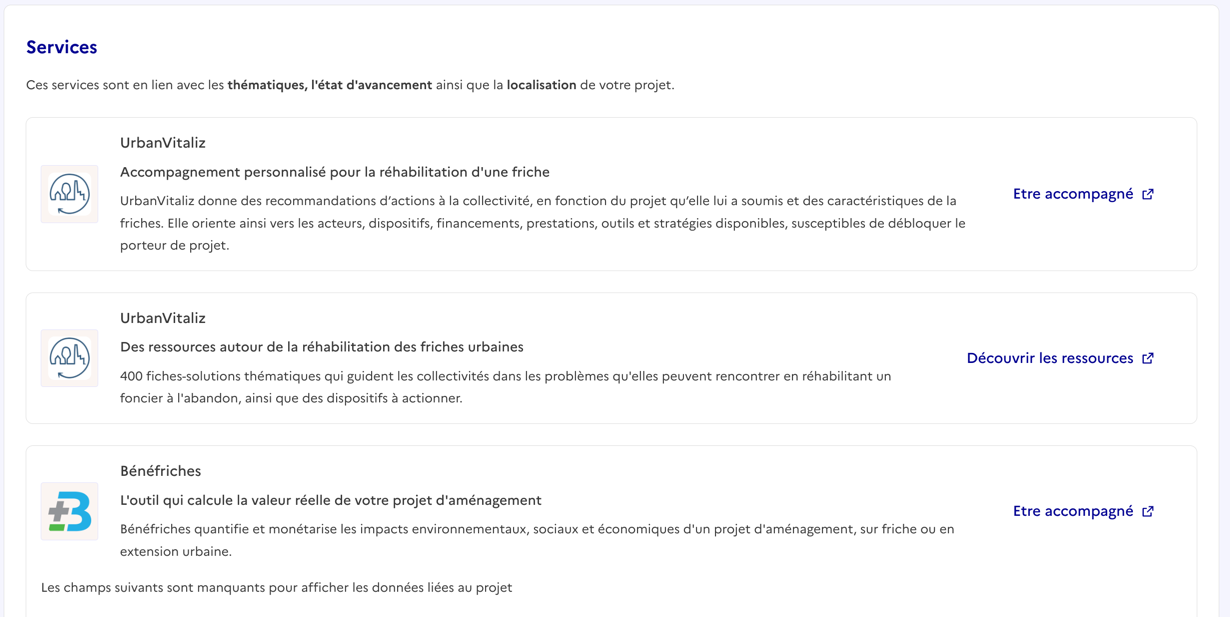 Services
Ces services sont en lien avec les thématiques, l'état d'avancement ainsi que la localisation de votre projet.
UrbanVitaliz
Accompagnement personnalisé pour la réhabilitation d'une friche
UrbanVitaliz donne des recommandations d’actions à la collectivité, en fonction du projet qu’elle lui a soumis et des caractéristiques de la
friches. Elle oriente ainsi vers les acteurs, dispositifs, financements, prestations, outils et stratégies disponibles, susceptibles de débloquer le
porteur de projet.
Etre accompagné
UrbanVitaliz
Des ressources autour de la réhabilitation des friches urbaines
400 fiches-solutions thématiques qui guident les collectivités dans les problèmes qu'elles peuvent rencontrer en réhabilitant un
foncier à l'abandon, ainsi que des dispositifs à actionner.
Découvrir les ressources
Bénéfriches
L'outil qui calcule la valeur réelle de votre projet d'aménagement
Bénéfriches quantifie et monétarise les impacts environnementaux, sociaux et économiques d'un projet d'aménagement, sur friche ou en
extension urbaine.
Etre accompagné
Les champs suivants sont manquants pour afficher les données liées au projet